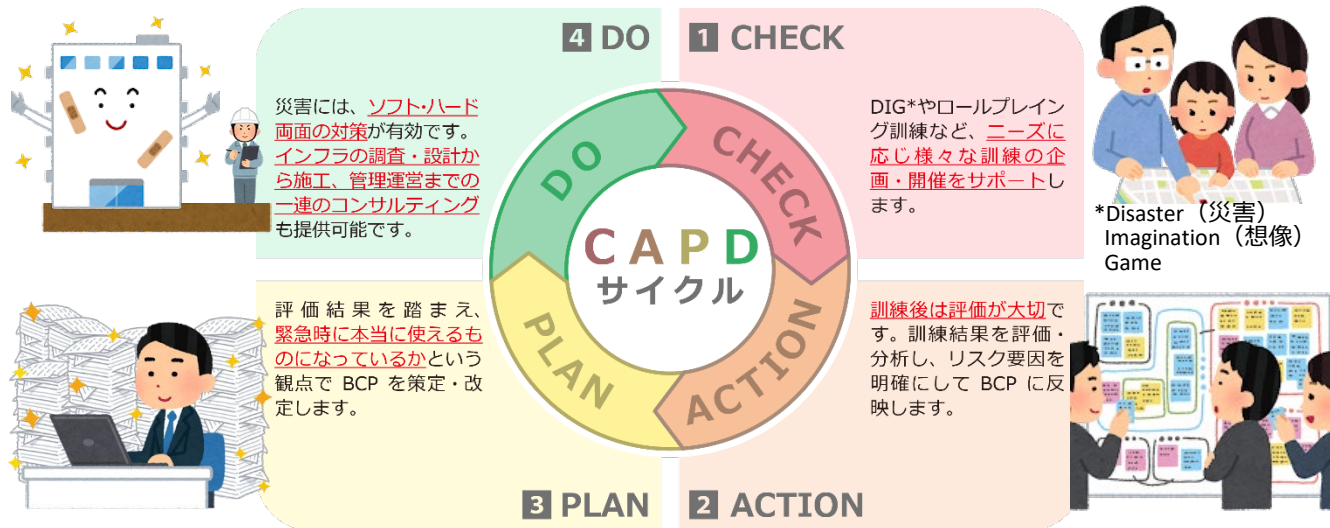 4 DO
災害には、ソフト・ハード
両面の対策が有効です。
インフラの調査・設計か
ら施工、管理運営までの
一連のコンサルティング
も提供可能です。
1 CHECK
DIG*やロールプレイン
グ訓練など、ニーズに
応じ様々な訓練の企
画・開催をサポートし
ます。
*Disaster（災害）
Imagination（想像）
Game
DO
CHECK
CAPD
サイクル
PLAN
ACTION
評価結果を踏まえ、
緊急時に本当に使えるも
のになっているかという
観点で BCP を策定・改
定します。
3 PLAN
訓練後は評価が大切で
す。訓練結果を評価・
分析し、リスク要因を
明確にして BCP に反
映します。
2 ACTION